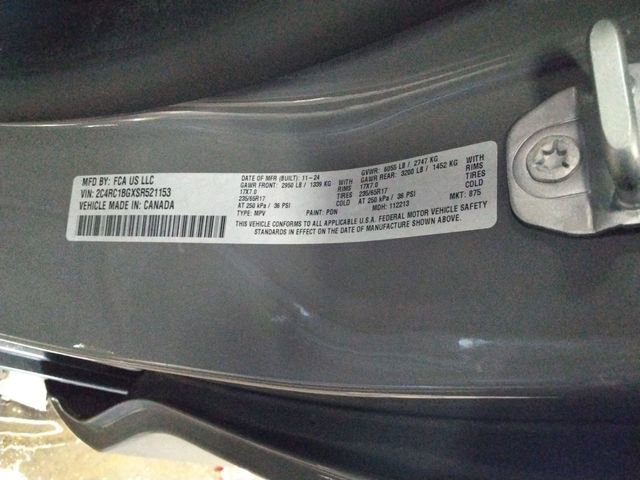 MFD BY: FCA US LLC
VIN: 2C4RC1BGXSR521153
VEHICLE MADE IN: CANADA
DATE OF MFR (BUILT): 11-24
GAWR FRONT: 2950 LB / 1339 KG WITH
17X7.0 RIMS
235/65R17 TIRES
AT 250 kPa / 36 PSI COLD
TYPE: MPV PAINT: PDN
GVWR: 6055 LB / 2747 KG
GAWR REAR: 3200 LB / 1452 KG WITH
17X7.0 RIMS
235/65R17 TIRES
AT 250 kPa / 36 PSI COLD
MDH: 112213 MKT: 875
THIS VEHICLE CONFORMS TO ALL APPLICABLE U.S.A. FEDERAL MOTOR VEHICLE SAFETY
STANDARDS IN EFFECT ON THE DATE OF MANUFACTURE SHOWN ABOVE.